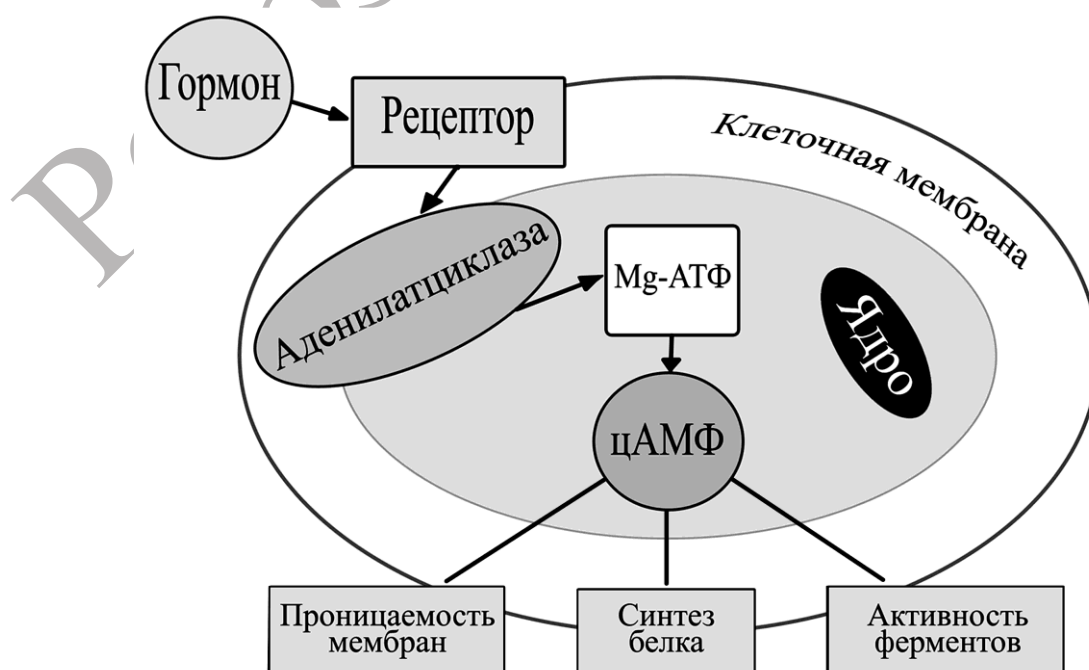 Гормон
Рецептор
Клеточная мембрана
Аденилатциклаза
Mg-АТФ
Ядро
цАМФ
Проницаемость
мембран
Синтез
белка
Активность
ферментов